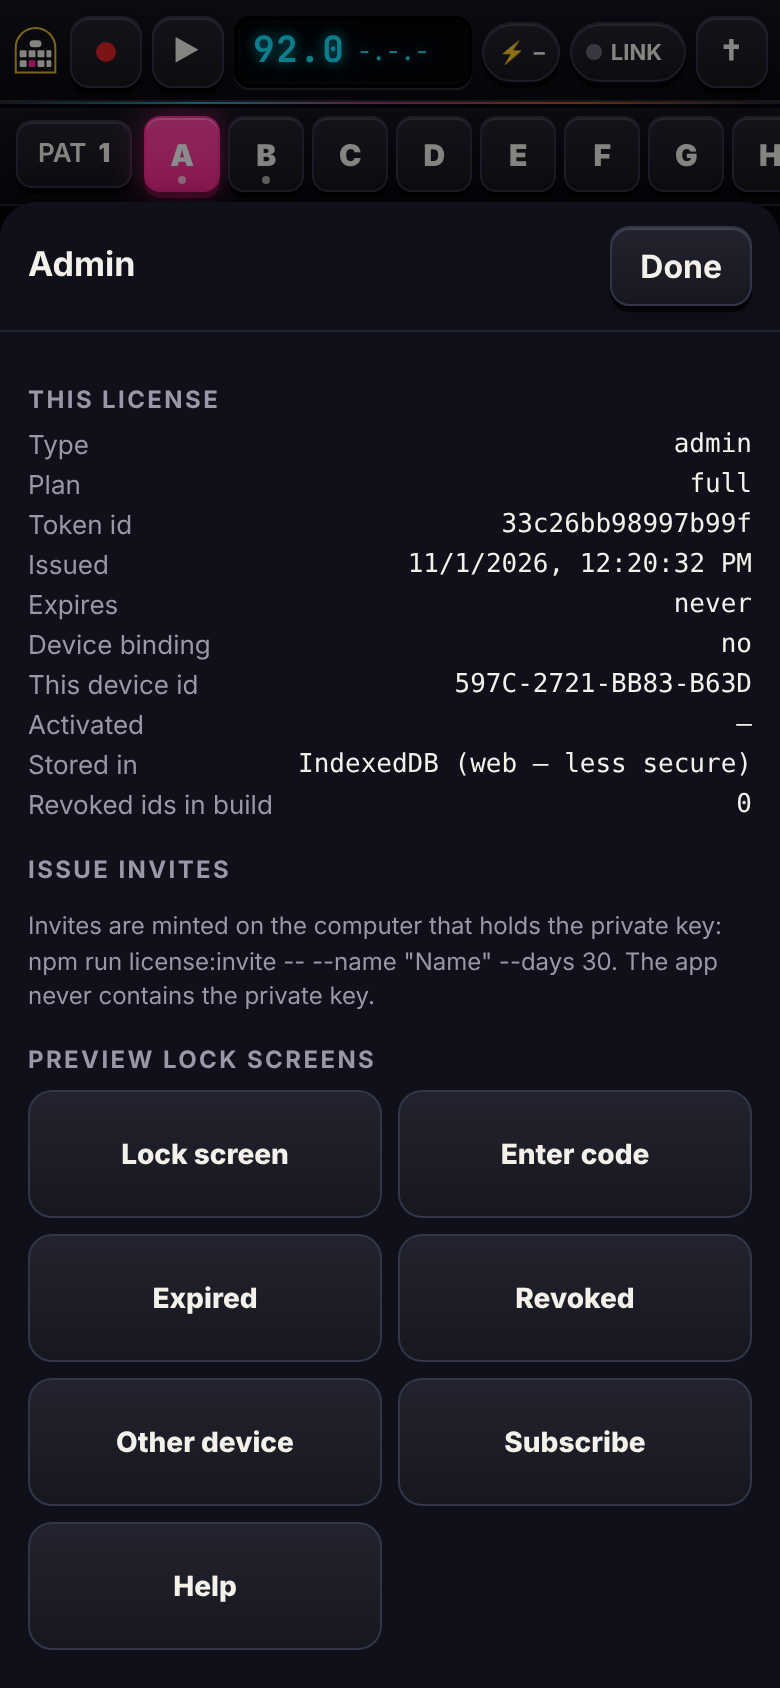 92.0 -.-.-
⚡ –
LINK
✝
PAT 1
A
B
C
D
E
F
G
H
Admin
Done
THIS LICENSE
Type admin
Plan full
Token id 33c26bb98997b99f
Issued 11/1/2026, 12:20:32 PM
Expires never
Device binding no
This device id 597C-2721-BB83-B63D
Activated —
Stored in IndexedDB (web — less secure)
Revoked ids in build 0
ISSUE INVITES
Invites are minted on the computer that holds the private key:
npm run license:invite -- --name "Name" --days 30. The app
never contains the private key.
PREVIEW LOCK SCREENS
Lock screen
Enter code
Expired
Revoked
Other device
Subscribe
Help